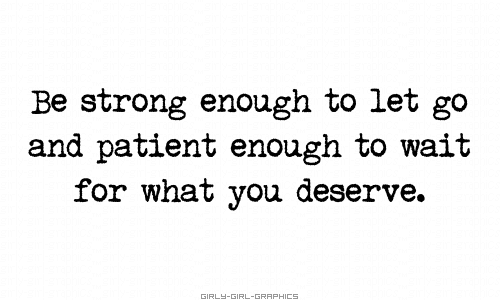 Be strong enough to let go
and patient enough to wait
for what you deserve.
GIRLY-GIRL-GRAPHICS